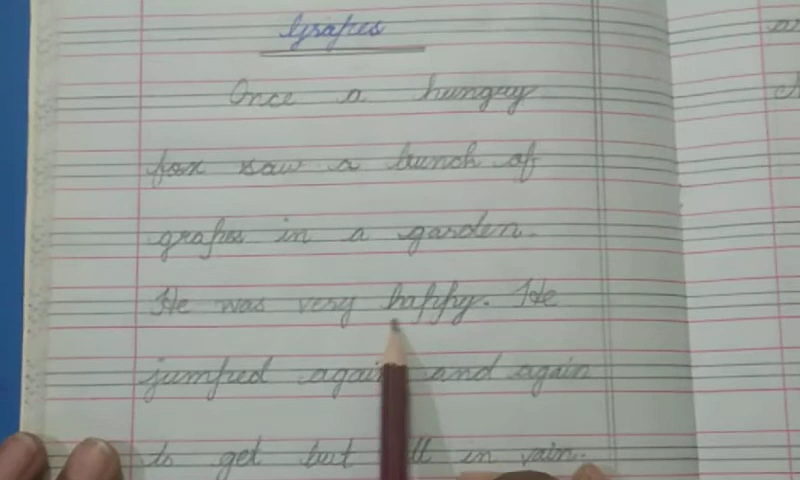 Grapes
Once a hungry
fox saw a bunch of
grapes in a garden.
He was very happy. He
jumped again and again
to get but all in vain.